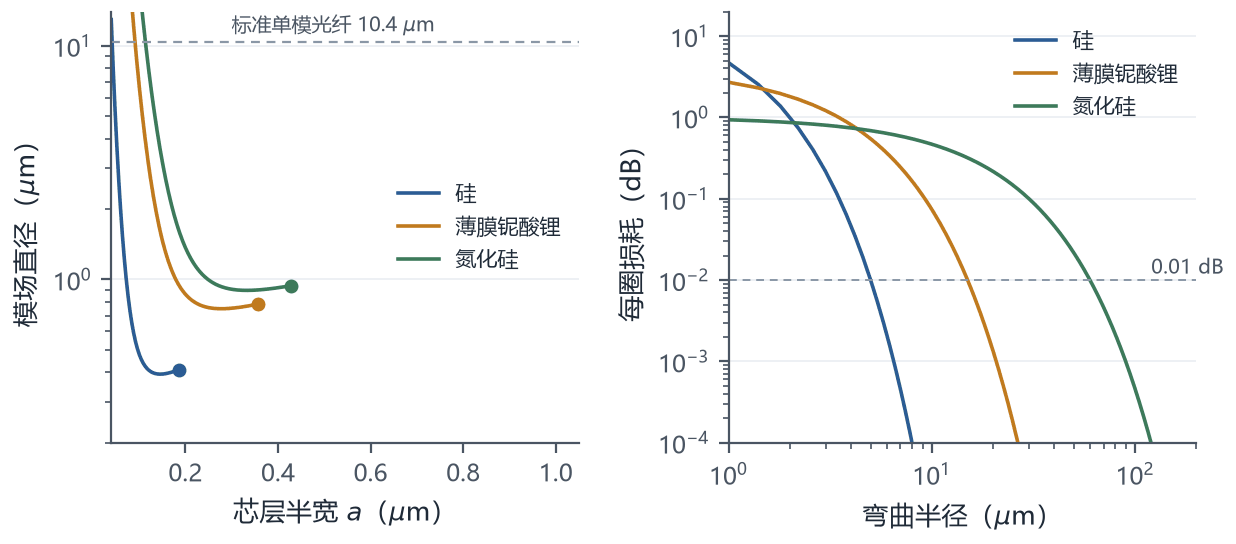 标准单模光纤 10.4 μm
10¹
10⁰
模场直径（μm）
硅
薄膜铌酸锂
氮化硅
0.2 0.4 0.6 0.8 1.0
芯层半宽 a（μm）
10¹
10⁰
10⁻¹
10⁻²
10⁻³
10⁻⁴
每圈损耗（dB）
硅
薄膜铌酸锂
氮化硅
0.01 dB
10⁰ 10¹ 10²
弯曲半径（μm）